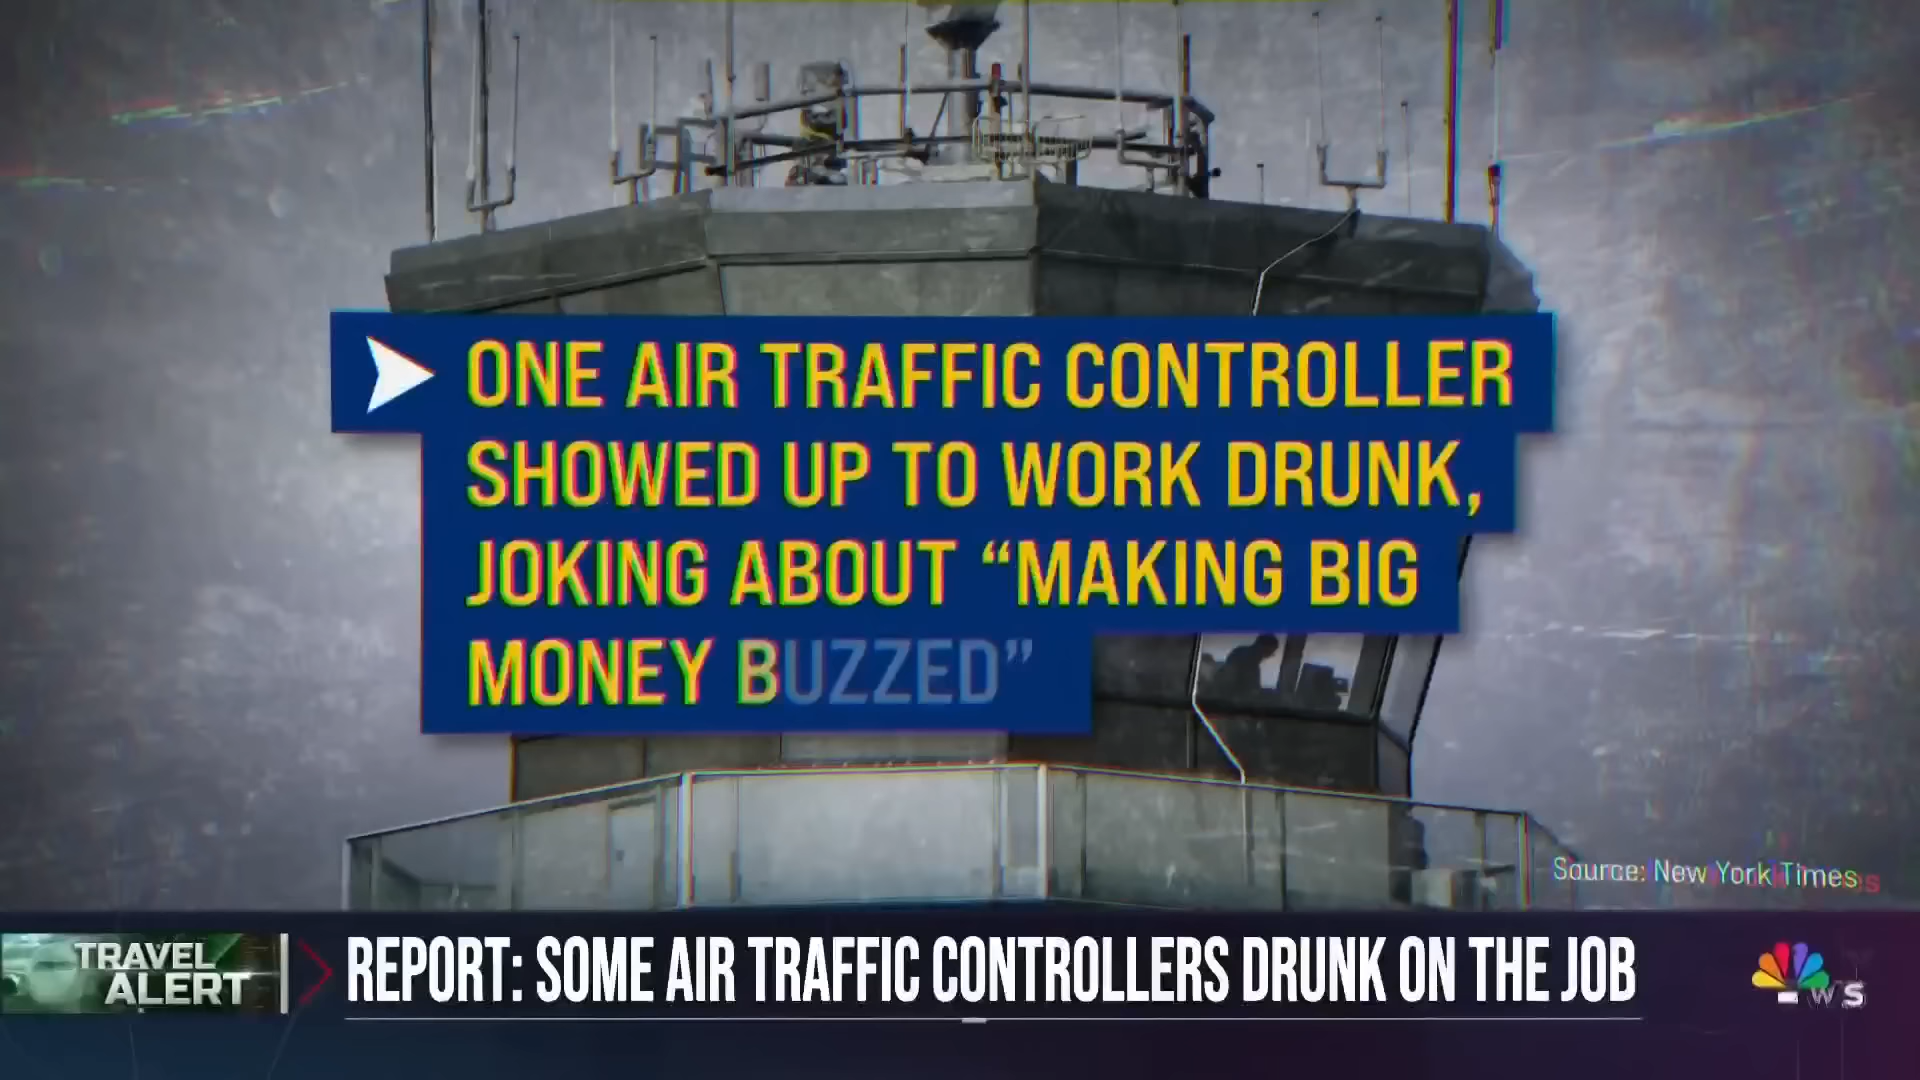 ONE AIR TRAFFIC CONTROLLER
SHOWED UP TO WORK DRUNK,
JOKING ABOUT “MAKING BIG
MONEY BUZZED”
Source: New York Times
TRAVEL
ALERT
REPORT: SOME AIR TRAFFIC CONTROLLERS DRUNK ON THE JOB